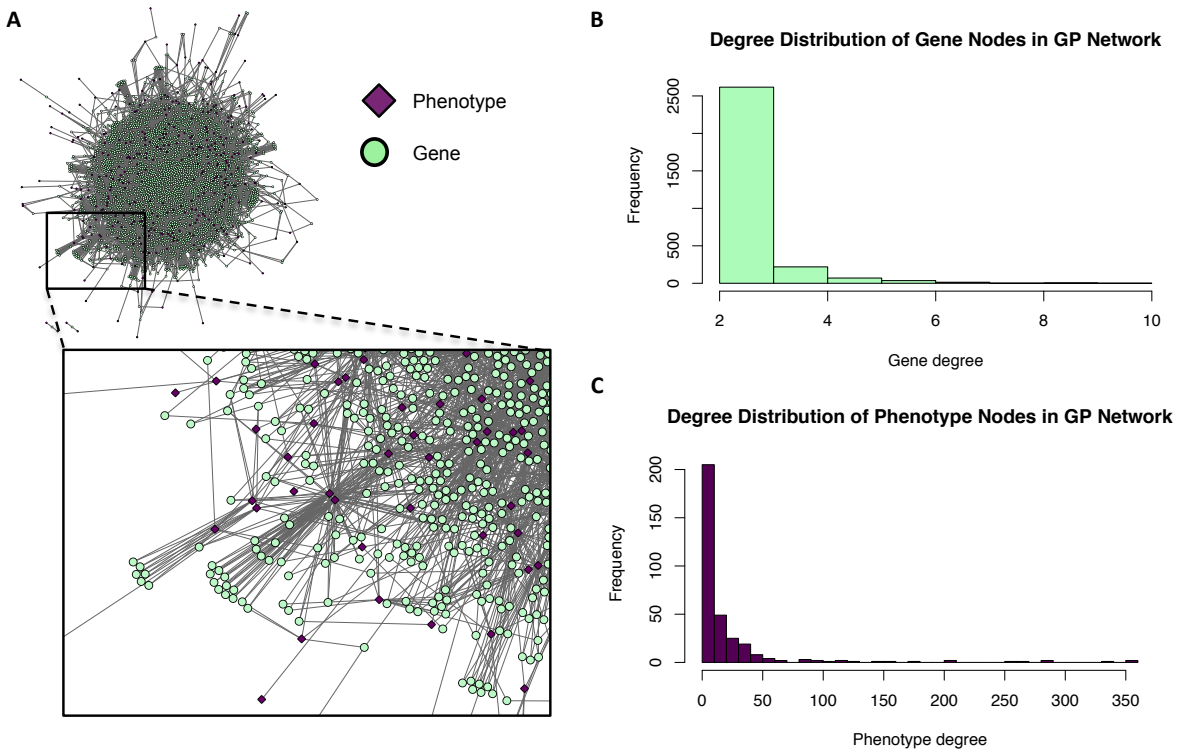 A
Phenotype
Gene
B
Degree Distribution of Gene Nodes in GP Network
Frequency
0
500
1500
2500
2 4 6 8 10
Gene degree
C
Degree Distribution of Phenotype Nodes in GP Network
Frequency
0
50
100
150
200
0 50 100 150 200 250 300 350
Phenotype degree